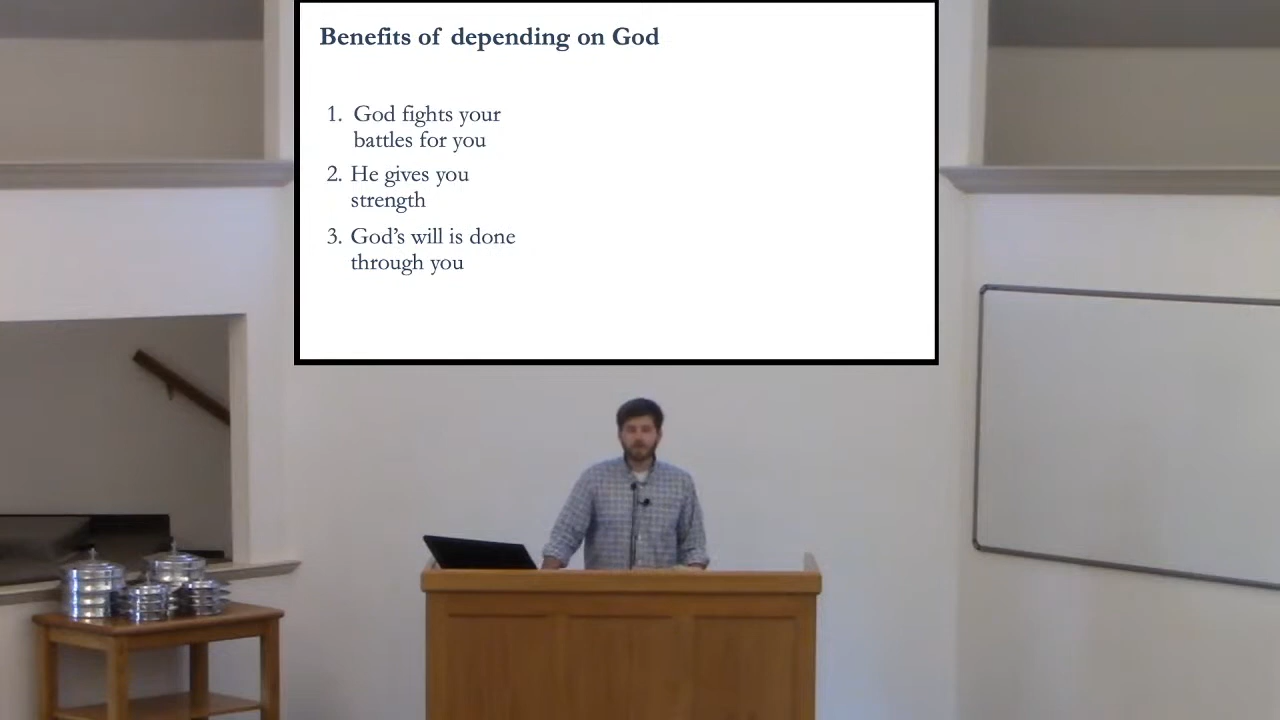 Benefits of depending on God
1. God fights your
battles for you
2. He gives you
strength
3. God’s will is done
through you